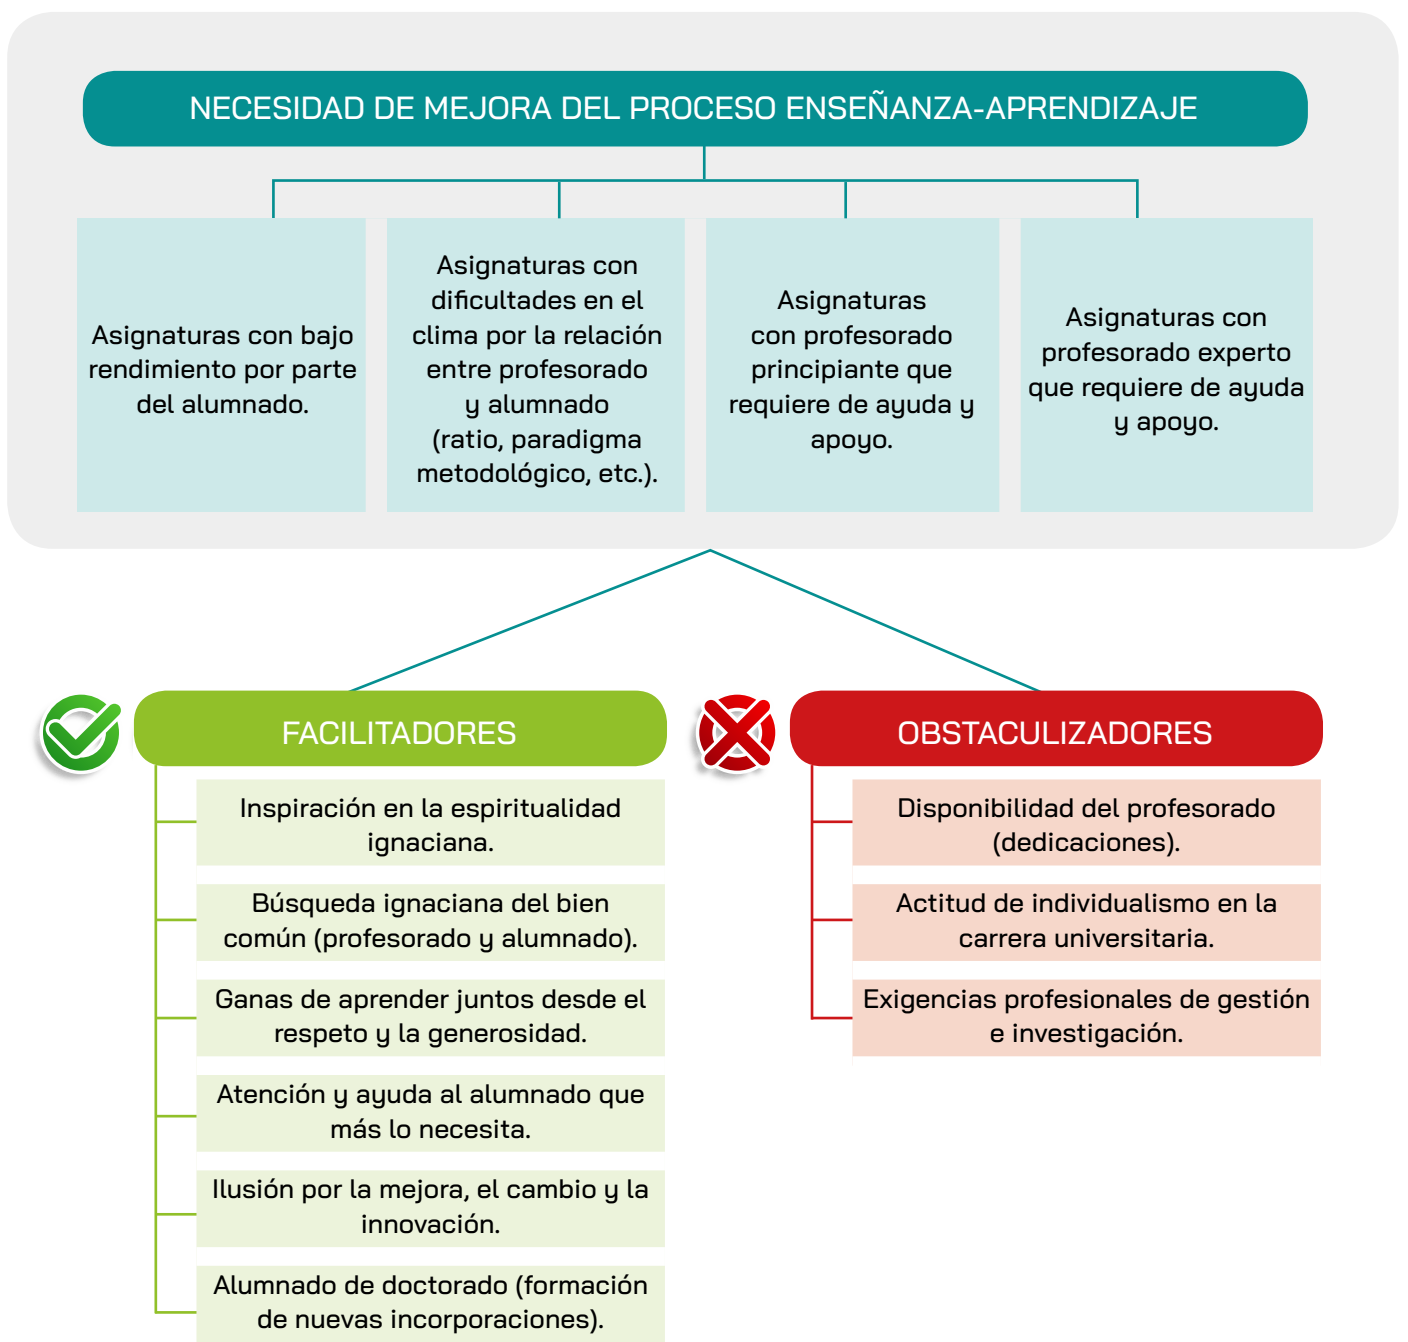 NECESIDAD DE MEJORA DEL PROCESO ENSEÑANZA-APRENDIZAJE
Asignaturas con bajo
rendimiento por parte
del alumnado.
Asignaturas con
dificultades en el
clima por la relación
entre profesorado
y alumnado
(ratio, paradigma
metodológico, etc.).
Asignaturas
con profesorado
principiante que
requiere de ayuda y
apoyo.
Asignaturas con
profesorado experto
que requiere de ayuda
y apoyo.
FACILITADORES
Inspiración en la espiritualidad
ignaciana.
Búsqueda ignaciana del bien
común (profesorado y alumnado).
Ganas de aprender juntos desde el
respeto y la generosidad.
Atención y ayuda al alumnado que
más lo necesita.
Ilusión por la mejora, el cambio y la
innovación.
Alumnado de doctorado (formación
de nuevas incorporaciones).
OBSTACULIZADORES
Disponibilidad del profesorado
(dedicaciones).
Actitud de individualismo en la
carrera universitaria.
Exigencias profesionales de gestión
e investigación.